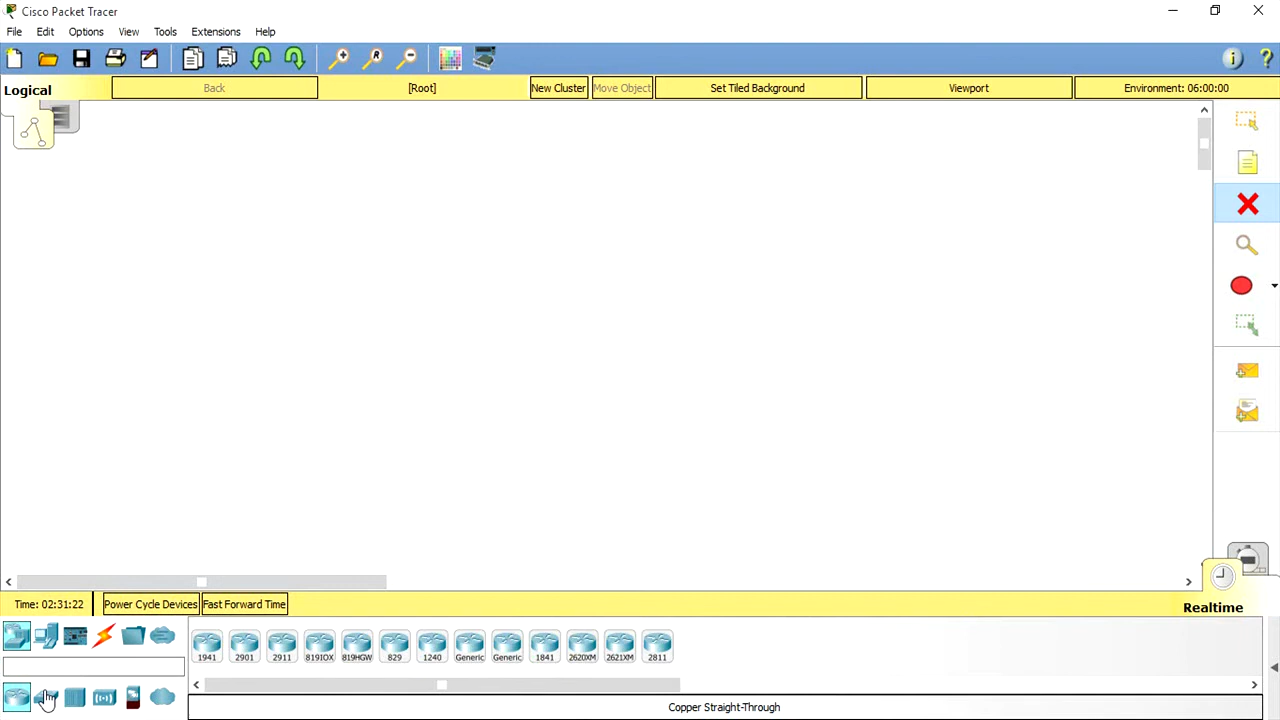 Cisco Packet Tracer
File Edit Options View Tools Extensions Help
Logical Back [Root] New Cluster Move Object Set Tiled Background Viewport Environment: 06:00:00
Time: 02:31:22 Power Cycle Devices Fast Forward Time Realtime
1941 2901 2911 819IOX 819HGW 829 1240 Generic Generic 1841 2620XM 2621XM 2811
Copper Straight-Through